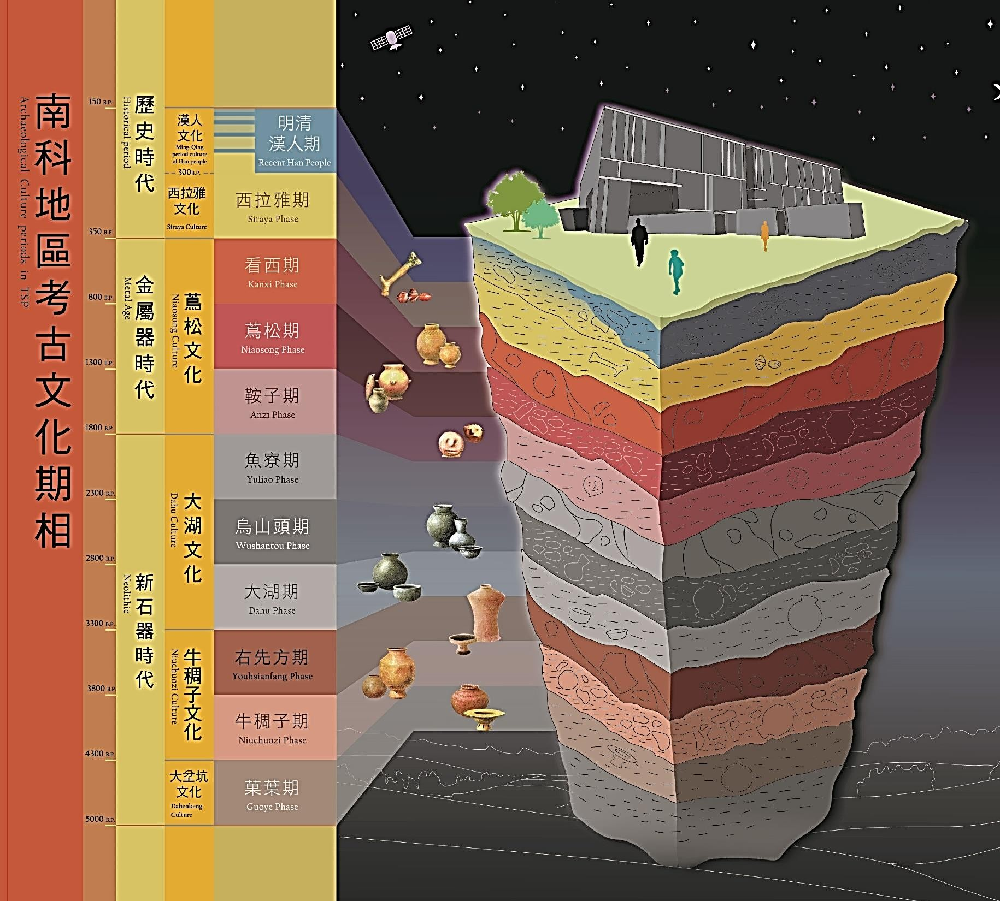 南科地區考古文化期相
Archaeological Culture periods in TSP
150 B.P.
350 B.P.
800 B.P.
1300 B.P.
1800 B.P.
2300 B.P.
2800 B.P.
3300 B.P.
3800 B.P.
4300 B.P.
5000 B.P.
歷史時代
Historical period
金屬器時代
Metal Age
新石器時代
Neolithic
漢人
文化
Ming-Qing
period culture
of Han people
300B.P.
西拉雅
文化
Siraya Culture
蔦松文化
Niaosong Culture
大湖文化
Dahu Culture
牛稠子文化
Niuchuozi Culture
大坌坑
文化
Dabenkeng
Culture
明清
漢人期
Recent Han People
西拉雅期
Siraya Phase
看西期
Kanxi Phase
蔦松期
Niaosong Phase
鞍子期
Anzi Phase
魚寮期
Yuliao Phase
烏山頭期
Wushantou Phase
大湖期
Dahu Phase
右先方期
Youhsianfang Phase
牛稠子期
Niuchuozi Phase
菓葉期
Guoye Phase